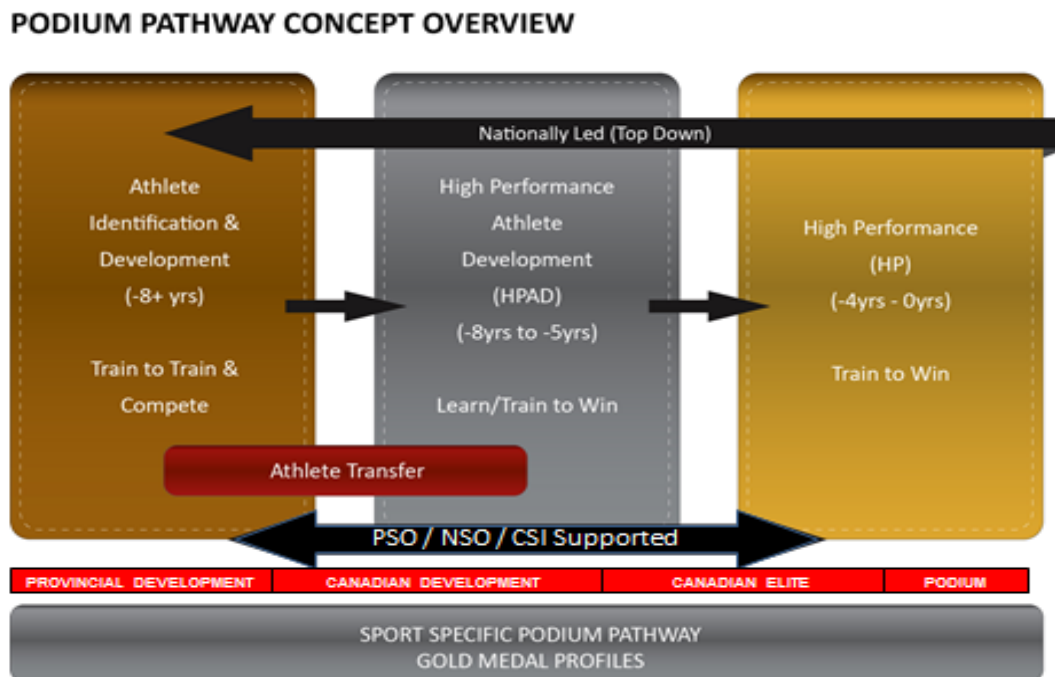 PODIUM PATHWAY CONCEPT OVERVIEW
Nationally Led (Top Down)
Athlete
Identification &
Development
(-8+ yrs)
Train to Train &
Compete
High Performance
Athlete
Development
(HPAD)
(-8yrs to -5yrs)
Learn/Train to Win
High Performance
(HP)
(-4yrs - 0yrs)
Train to Win
Athlete Transfer
PSO / NSO / CSI Supported
PROVINCIAL DEVELOPMENT
CANADIAN DEVELOPMENT
CANADIAN ELITE
PODIUM
SPORT SPECIFIC PODIUM PATHWAY
GOLD MEDAL PROFILES